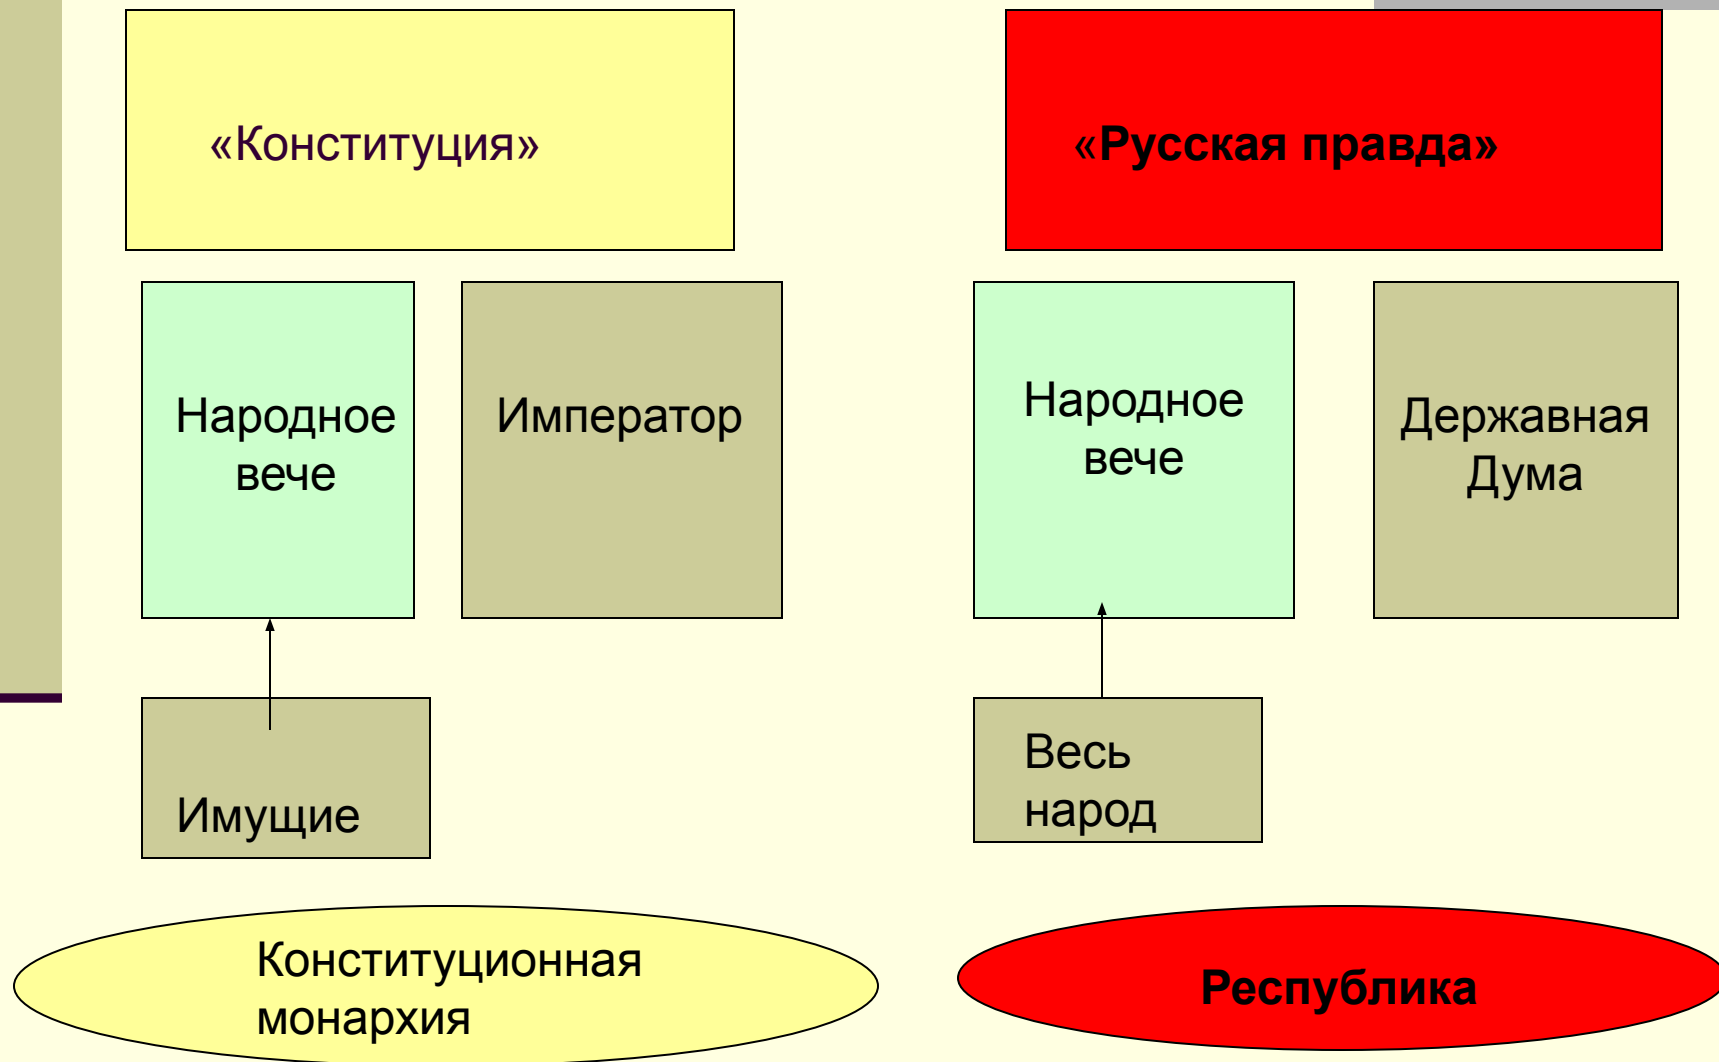 «Конституция»
«Русская правда»
Народное
вече
Император
Народное
вече
Державная
Дума
Имущие
Весь
народ
Конституционная
монархия
Республика